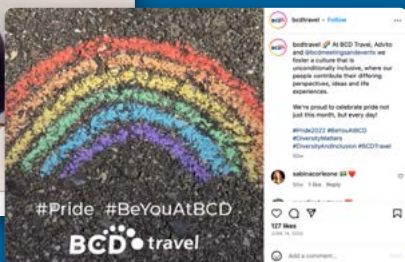 #Pride #BeYouAtBCD
BCD travel
bcdtravel • Follow
bcdtravel 🌈 At BCD Travel, Advito
and @bcdmeetingsandevents we
foster a culture that is
unconditionally inclusive, where our
people contribute their differing
perspectives, ideas and life
experiences.
We're proud to celebrate pride not
just this month, but every day!
#Pride2022 #BeYouAtBCD
#DiversityMatters
#DiversityAndInclusion #BCDTravel
sabinacorleone
1 like Reply
127 likes
Add a comment...